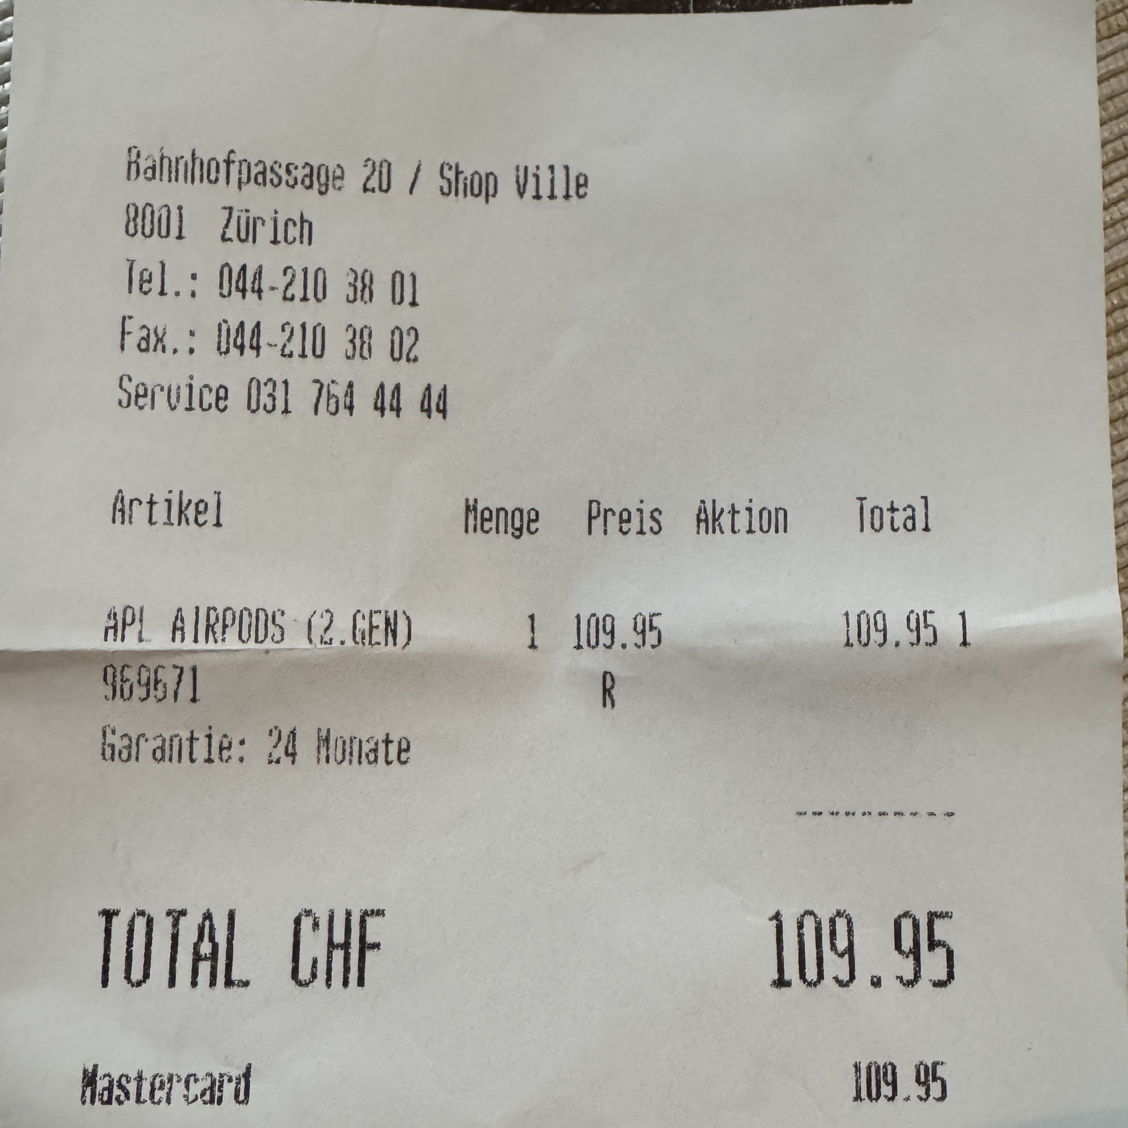 Bahnhofpassage 20 / Shop Ville
8001 Zürich
Tel.: 044-210 38 01
Fax.: 044-210 38 02
Service 031 764 44 44
Artikel Menge Preis Aktion Total
APL AIRPODS (2.GEN) 1 109.95 109.95 1
969671 R
Garantie: 24 Monate
----------
TOTAL CHF 109.95
Mastercard 109.95